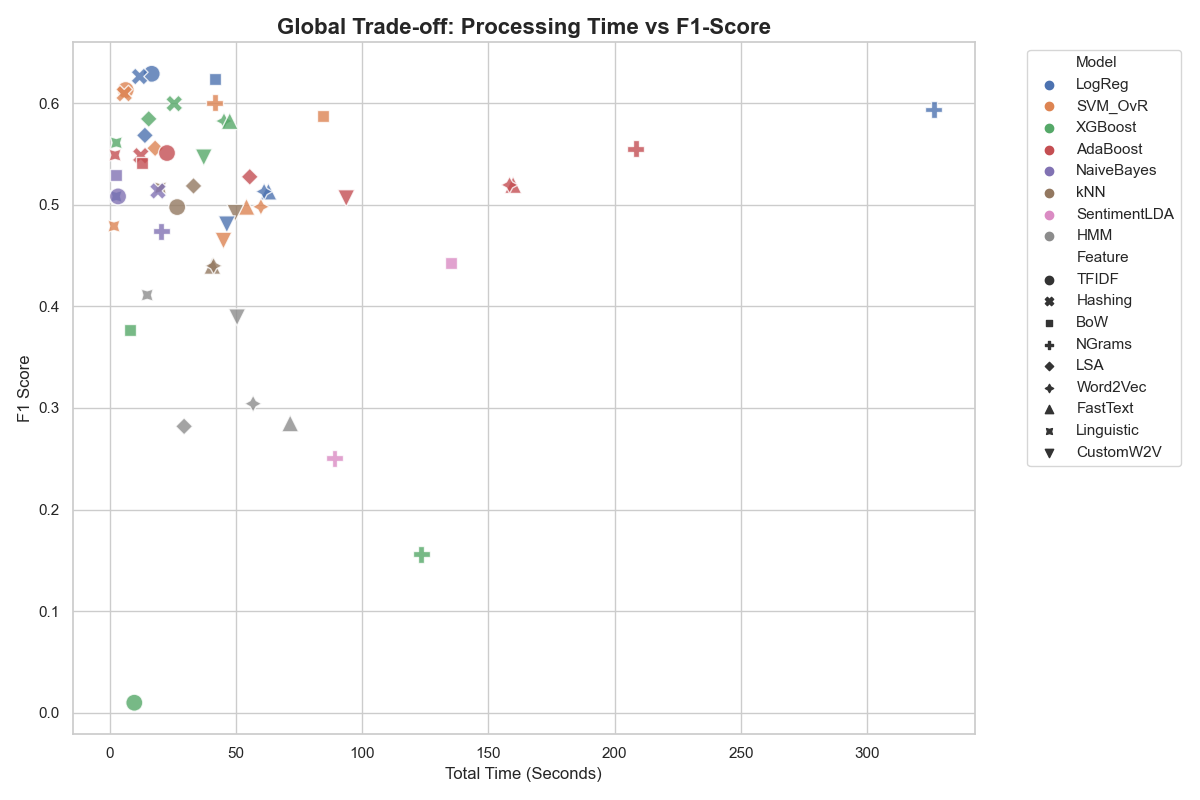 Global Trade-off: Processing Time vs F1-Score
F1 Score
0.6
0.5
0.4
0.3
0.2
0.1
0.0
0 50 100 150 200 250 300
Total Time (Seconds)
Model
LogReg
SVM_OvR
XGBoost
AdaBoost
NaiveBayes
kNN
SentimentLDA
HMM
Feature
TFIDF
Hashing
BoW
NGrams
LSA
Word2Vec
FastText
Linguistic
CustomW2V